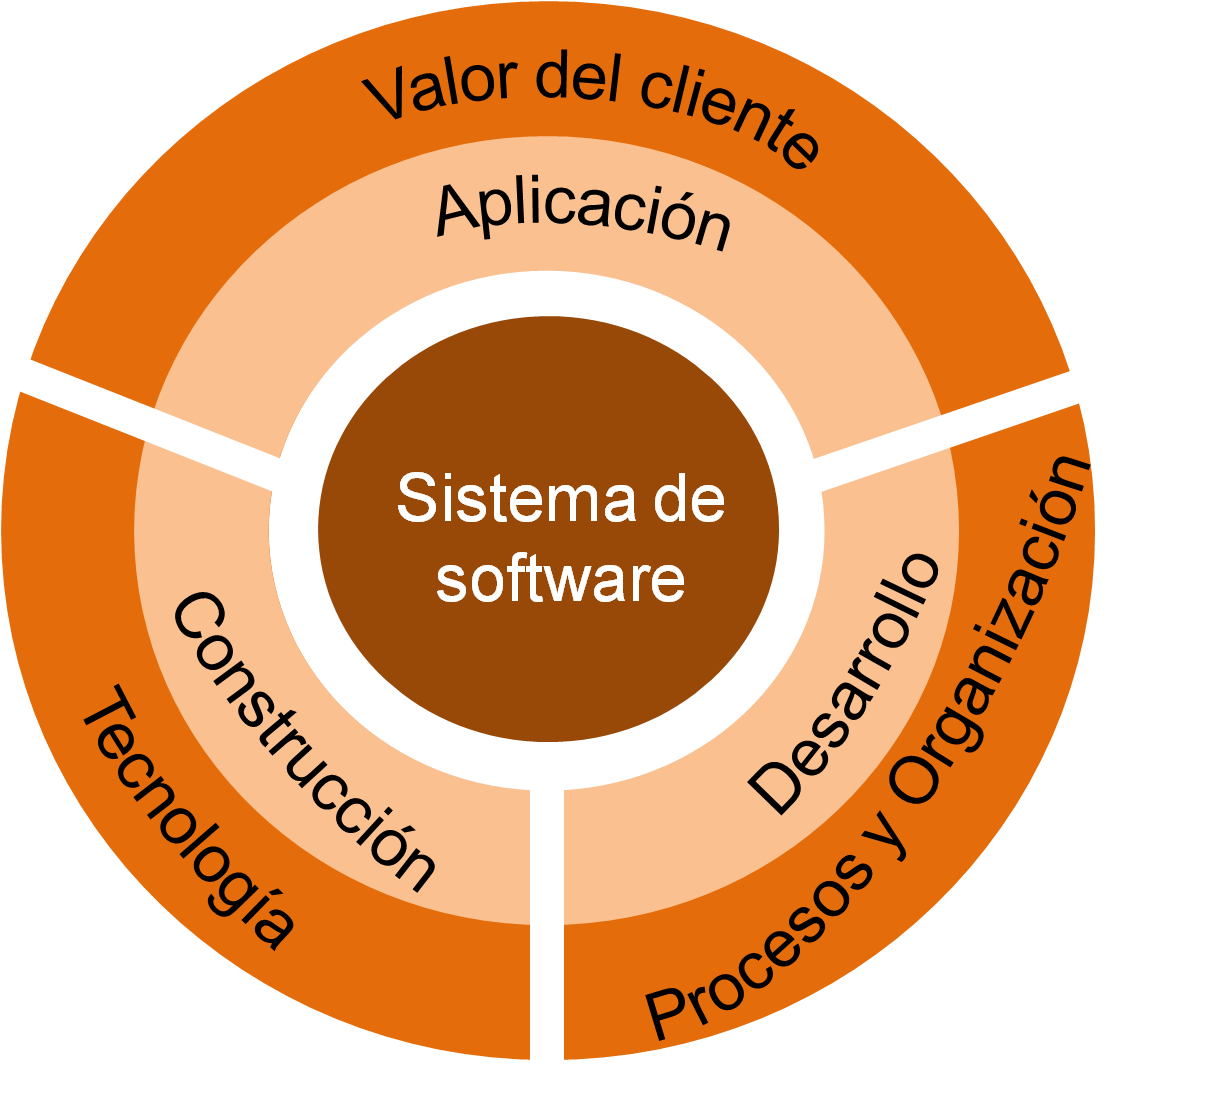 Valor del cliente
Aplicación
Sistema de
software
Construcción
Tecnología
Desarrollo
Procesos y Organización